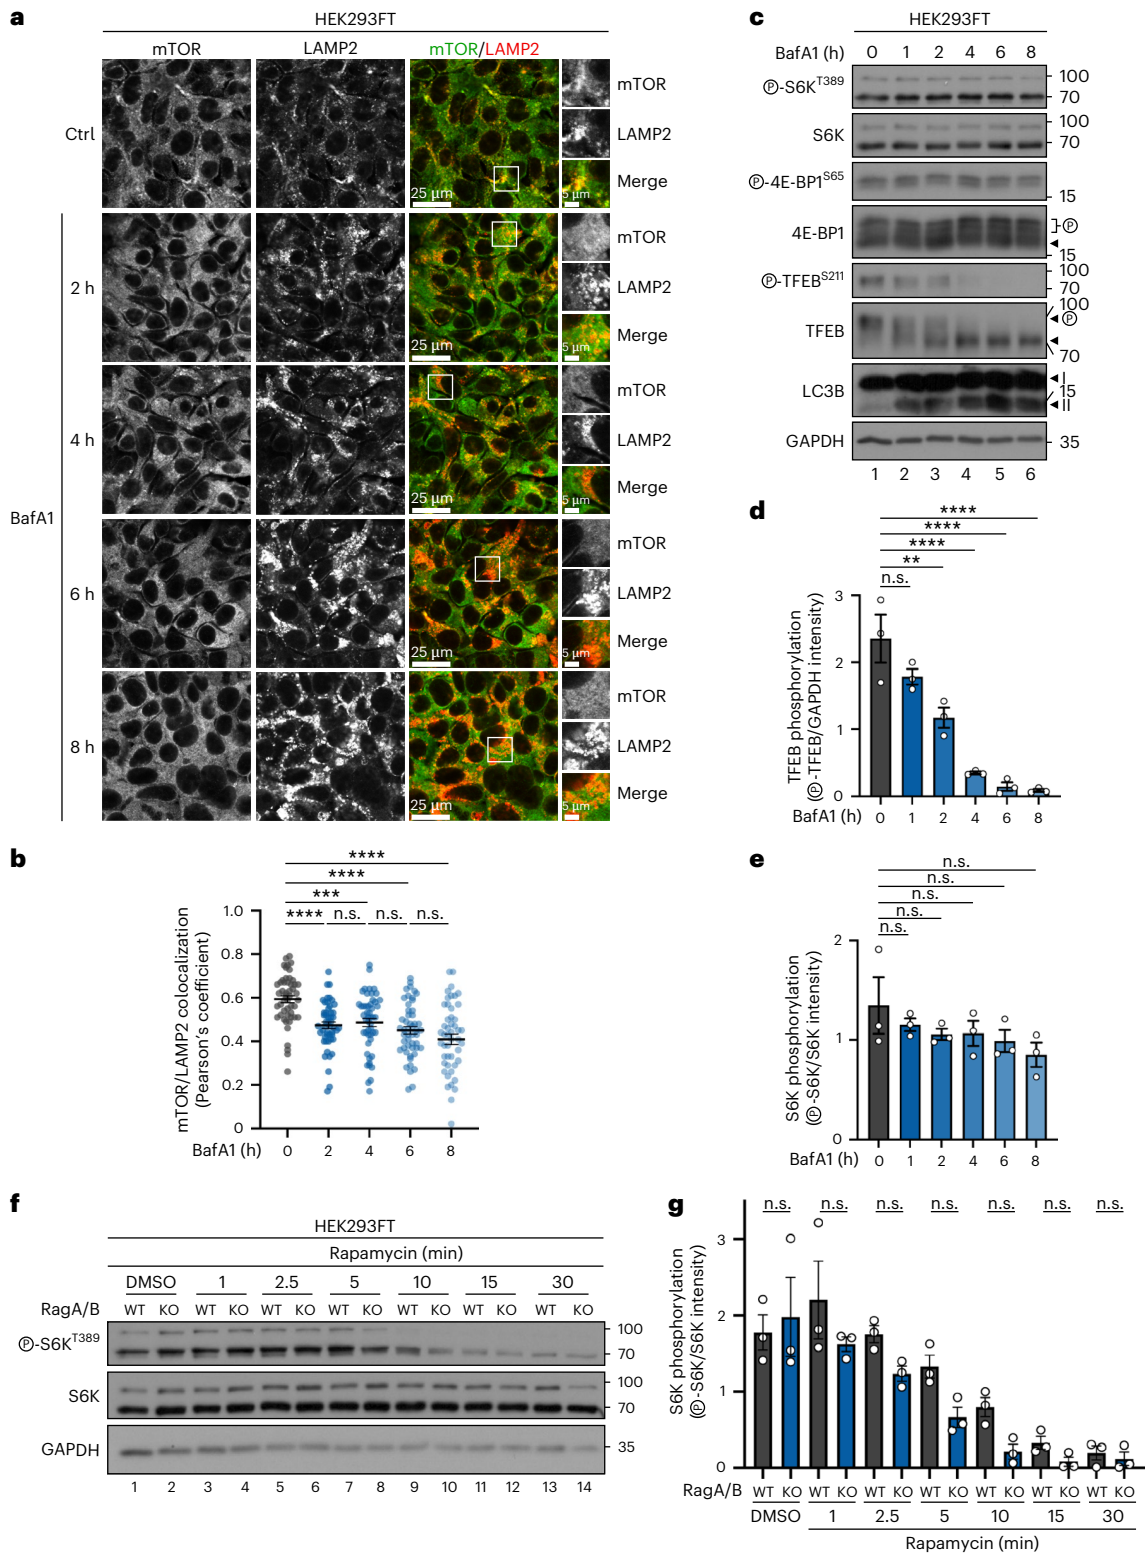 a
HEK293FT
mTOR LAMP2 mTOR/LAMP2
Ctrl
mTOR
LAMP2
Merge
25 µm 5 µm
BafA1
2 h
mTOR
LAMP2
Merge
25 µm 5 µm
4 h
mTOR
LAMP2
Merge
25 µm 5 µm
6 h
mTOR
LAMP2
Merge
25 µm 5 µm
8 h
mTOR
LAMP2
Merge
25 µm 5 µm
b
mTOR/LAMP2 colocalization
(Pearson's coefficient)
1.0
0.8
0.6
0.4
0.2
0
****
****
***
**** n.s. n.s. n.s.
BafA1 (h) 0 2 4 6 8
c
HEK293FT
BafA1 (h) 0 1 2 4 6 8
Ⓟ-S6K^T389 100
70
S6K 100
70
Ⓟ-4E-BP1^S65 15
4E-BP1 Ⓟ
15
Ⓟ-TFEB^S211 100
70
TFEB 100
Ⓟ
70
LC3B I
15
II
GAPDH 35
1 2 3 4 5 6
d
****
****
****
**
n.s.
TFEB phosphorylation
(Ⓟ-TFEB/GAPDH intensity)
3
2
1
0
BafA1 (h) 0 1 2 4 6 8
e
n.s.
n.s.
n.s.
n.s.
n.s.
S6K phosphorylation
(Ⓟ-S6K/S6K intensity)
2
1
0
BafA1 (h) 0 1 2 4 6 8
f
HEK293FT
Rapamycin (min)
DMSO 1 2.5 5 10 15 30
RagA/B WT KO WT KO WT KO WT KO WT KO WT KO WT KO
Ⓟ-S6K^T389 100
70
S6K 100
70
GAPDH 35
1 2 3 4 5 6 7 8 9 10 11 12 13 14
g
n.s. n.s. n.s. n.s. n.s. n.s. n.s.
S6K phosphorylation
(Ⓟ-S6K/S6K intensity)
3
2
1
0
RagA/B WT KO WT KO WT KO WT KO WT KO WT KO WT KO
DMSO 1 2.5 5 10 15 30
Rapamycin (min)